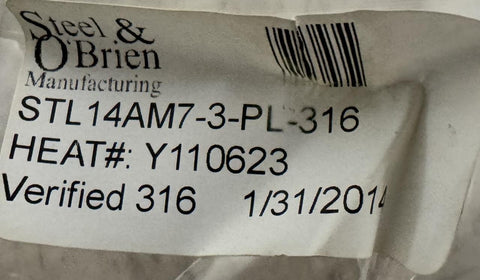 Steel &
O'Brien
Manufacturing
STL14AM7-3-PL-316
HEAT#: Y110623
Verified 316 1/31/2014